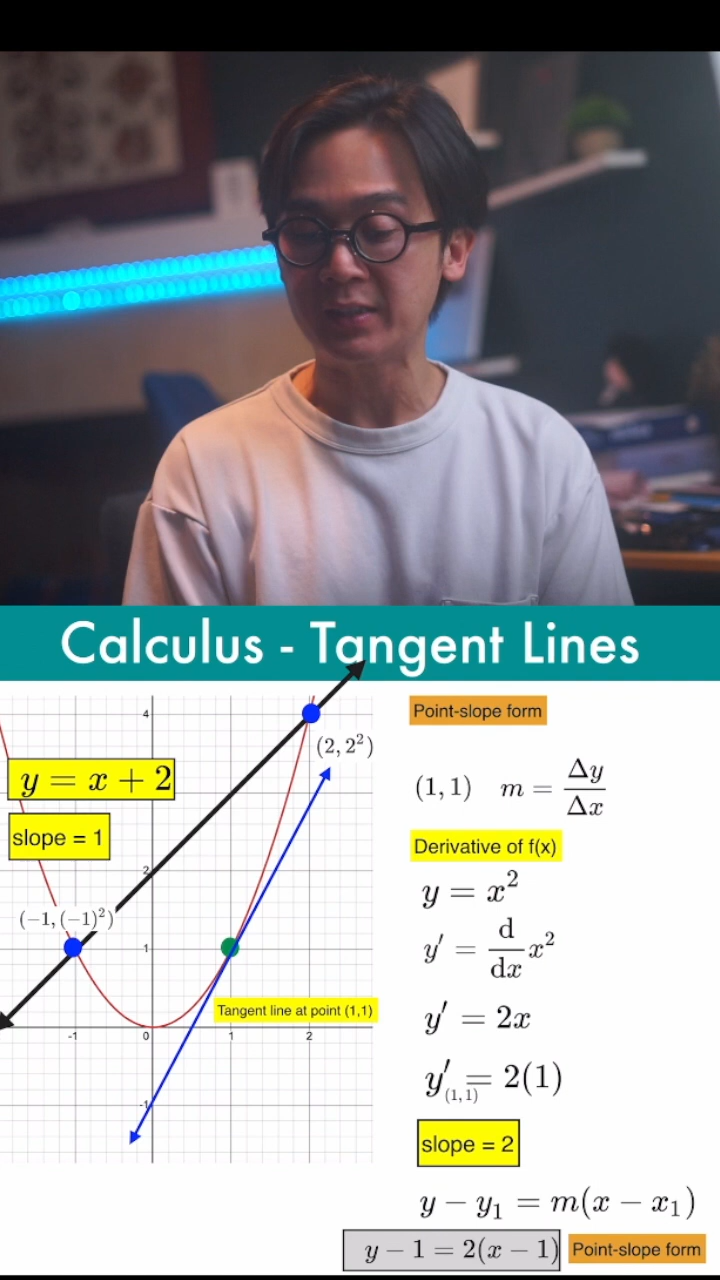 Calculus - Tangent Lines
4
(2, 2²)
y = x + 2
slope = 1
2
(−1, (−1)²)
1
Tangent line at point (1,1)
-1 0 1 2
-1
Point-slope form
(1, 1) m = Δy/Δx
Derivative of f(x)
y = x²
y′ = d/dx x²
y′ = 2x
y′(1,1) = 2(1)
slope = 2
y − y₁ = m(x − x₁)
y − 1 = 2(x − 1) Point-slope form